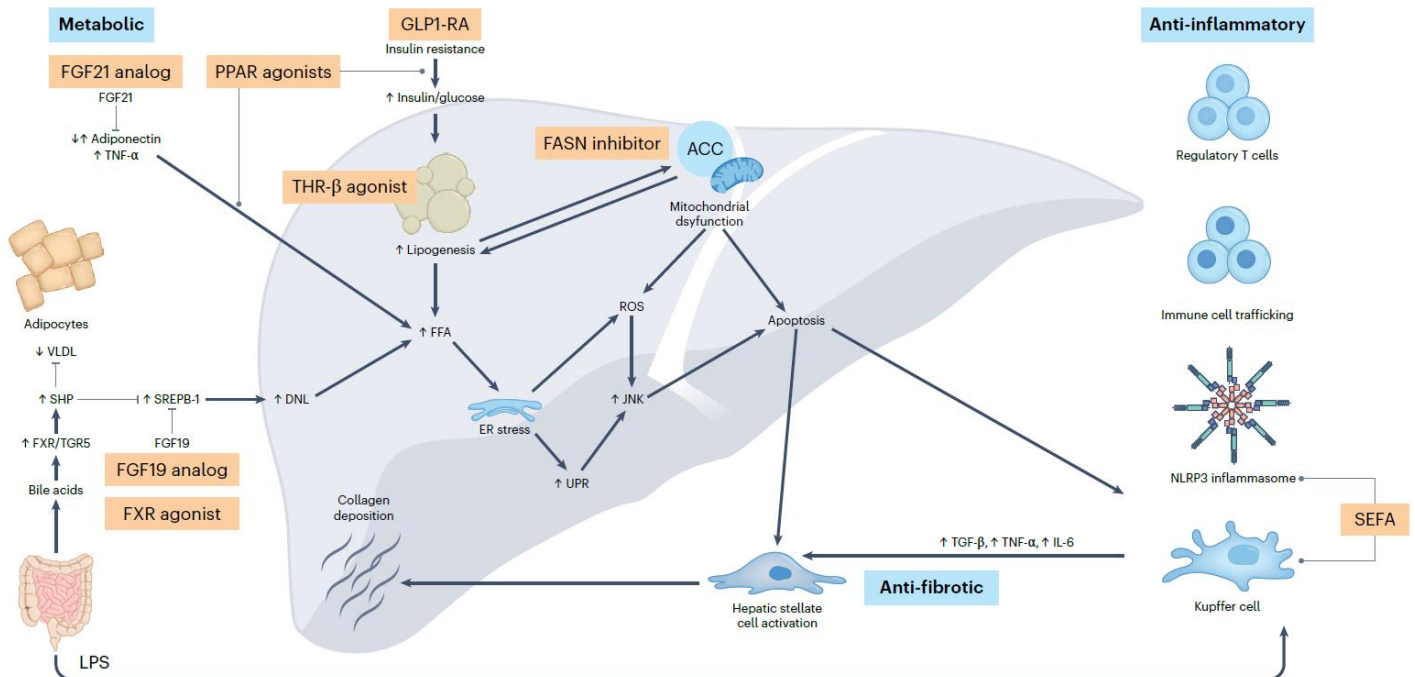 Metabolic
GLP1-RA
Anti-inflammatory
Insulin resistance
FGF21 analog
PPAR agonists
FGF21
↑ Insulin/glucose
↓↑ Adiponectin
↑ TNF-α
FASN inhibitor
ACC
Regulatory T cells
THR-β agonist
Mitochondrial
dsyfunction
↑ Lipogenesis
Adipocytes
ROS
Apoptosis
Immune cell trafficking
↑ FFA
↓ VLDL
↑ SHP
↑ SREPB-1
↑ DNL
↑ JNK
ER stress
↑ FXR/TGR5
FGF19
FGF19 analog
↑ UPR
NLRP3 inflammasome
Bile acids
FXR agonist
Collagen
deposition
SEFA
↑ TGF-β, ↑ TNF-α, ↑ IL-6
Anti-fibrotic
Hepatic stellate
cell activation
Kupffer cell
LPS